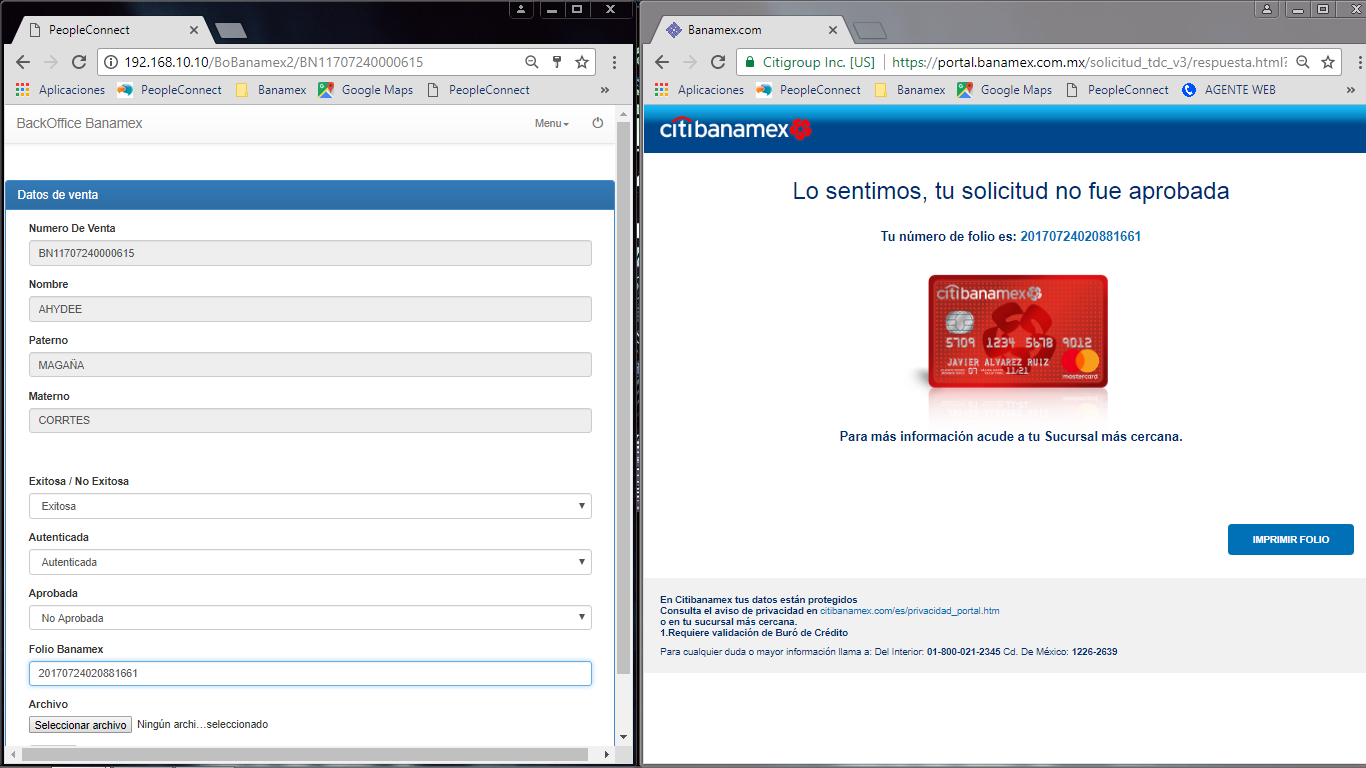 PeopleConnect
192.168.10.10/BoBanamex2/BN11707240000615
Aplicaciones PeopleConnect Banamex Google Maps PeopleConnect »
BackOffice Banamex Menu
Datos de venta
Numero De Venta
BN11707240000615
Nombre
AHYDEE
Paterno
MAGAÑA
Materno
CORRTES
Exitosa / No Exitosa
Exitosa
Autenticada
Autenticada
Aprobada
No Aprobada
Folio Banamex
20170724020881661
Archivo
Seleccionar archivo Ningún archi…seleccionado
Banamex.com
Citigroup Inc. [US] https://portal.banamex.com.mx/solicitud_tdc_v3/respuesta.html?
Aplicaciones PeopleConnect Banamex Google Maps PeopleConnect AGENTE WEB »
citibanamex
Lo sentimos, tu solicitud no fue aprobada
Tu número de folio es: 20170724020881661
citibanamex
5709 1234 5678 9012
JAVIER ALVAREZ RUIZ
07 11/21
mastercard
Para más información acude a tu Sucursal más cercana.
IMPRIMIR FOLIO
En Citibanamex tus datos están protegidos
Consulta el aviso de privacidad en citibanamex.com/es/privacidad_portal.htm
o en tu sucursal más cercana.
1.Requiere validación de Buró de Crédito
Para cualquier duda o mayor información llama a: Del Interior: 01-800-021-2345 Cd. De México: 1226-2639